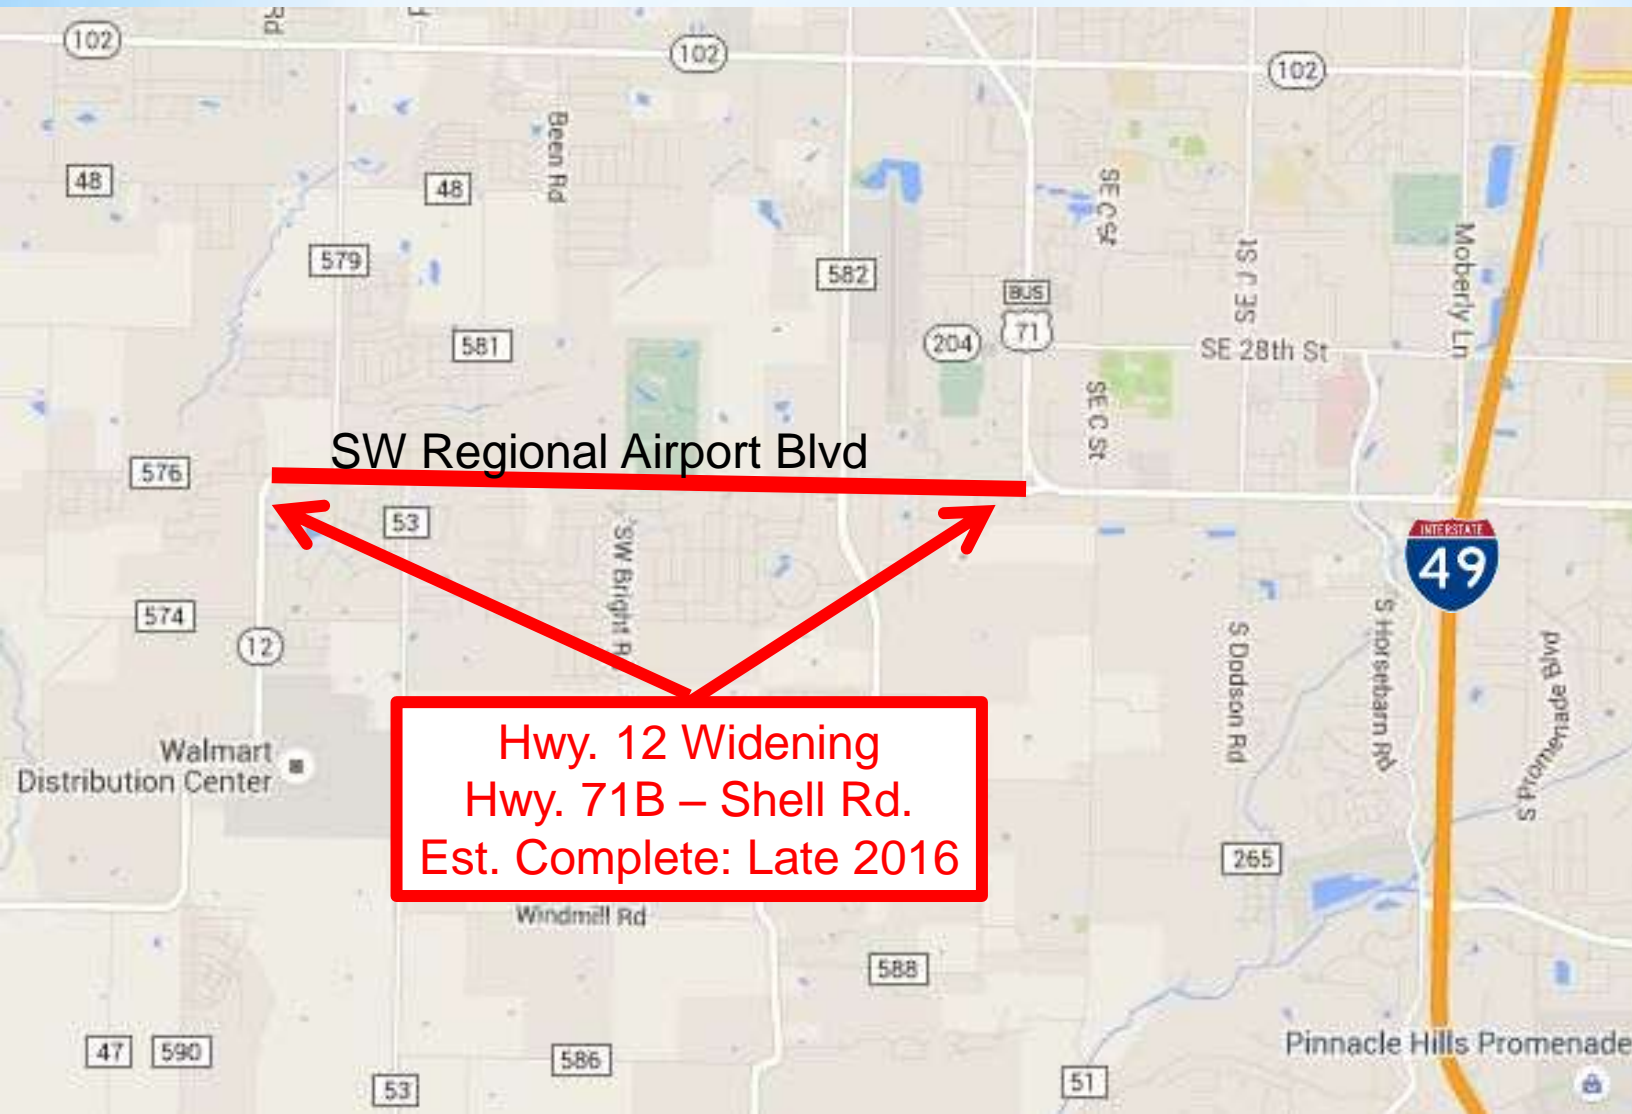 102
102
102
Been Rd
48
48
SE C St
Moberly Ln
579
582
SE J St
BUS
71
204
581
SE 28th St
SE C St
SW Regional Airport Blvd
576
53
INTERSTATE
49
SW Bright R
574
12
S Horsebarn Rd
S Dodson Rd
S Promenade Blvd
Walmart
Distribution Center
Hwy. 12 Widening
Hwy. 71B – Shell Rd.
Est. Complete: Late 2016
265
Windmill Rd
588
47
590
586
53
51
Pinnacle Hills Promenade